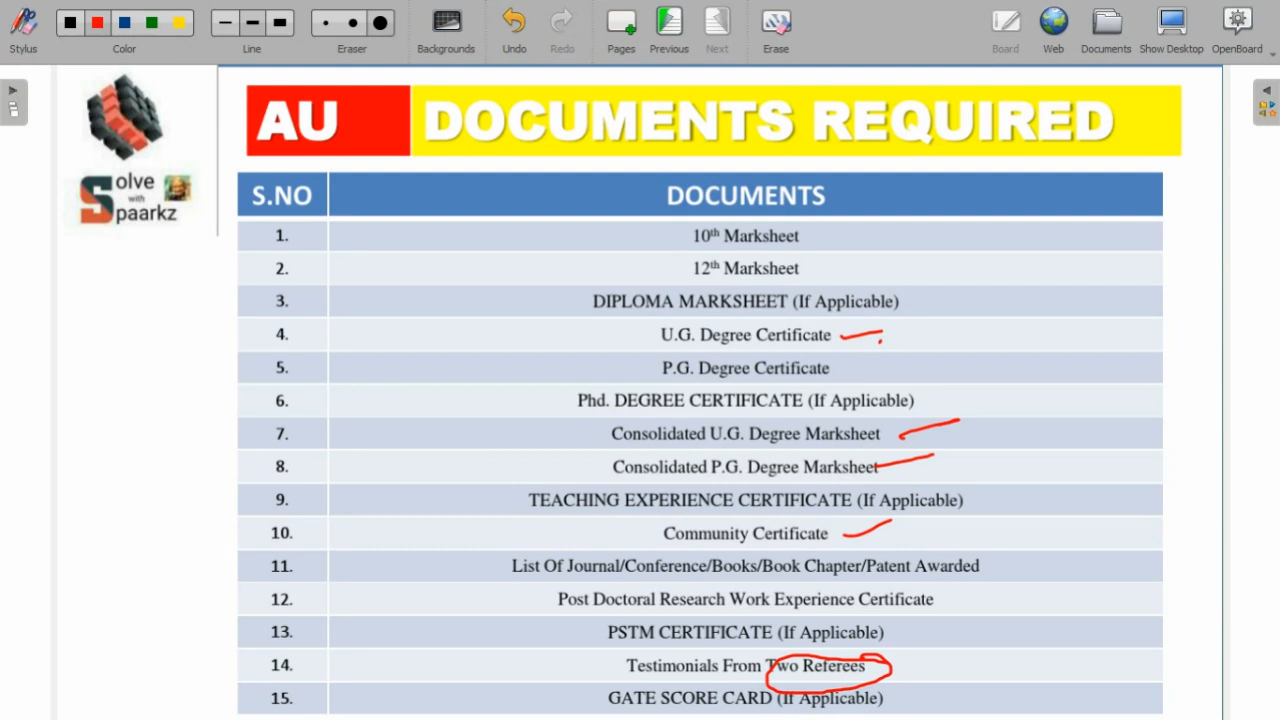 Stylus
Color
Line
Eraser
Backgrounds
Undo
Redo
Pages
Previous
Next
Erase
Board
Web
Documents
Show Desktop
OpenBoard
Solve
with
Spaarkz
AU DOCUMENTS REQUIRED
S.NO DOCUMENTS
1. 10th Marksheet
2. 12th Marksheet
3. DIPLOMA MARKSHEET (If Applicable)
4. U.G. Degree Certificate
5. P.G. Degree Certificate
6. Phd. DEGREE CERTIFICATE (If Applicable)
7. Consolidated U.G. Degree Marksheet
8. Consolidated P.G. Degree Marksheet
9. TEACHING EXPERIENCE CERTIFICATE (If Applicable)
10. Community Certificate
11. List Of Journal/Conference/Books/Book Chapter/Patent Awarded
12. Post Doctoral Research Work Experience Certificate
13. PSTM CERTIFICATE (If Applicable)
14. Testimonials From Two Referees
15. GATE SCORE CARD (If Applicable)